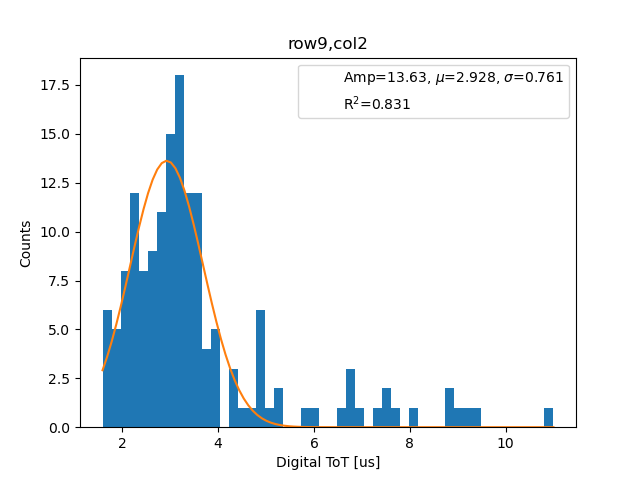 row9,col2
Amp=13.63, μ=2.928, σ=0.761
R²=0.831
17.5
15.0
12.5
10.0
7.5
5.0
2.5
0.0
Counts
2 4 6 8 10
Digital ToT [us]